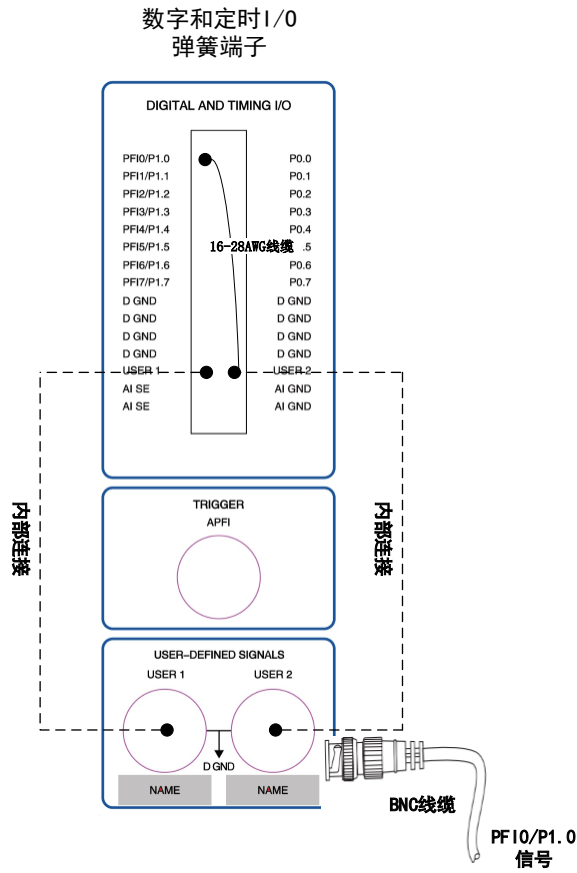 数字和定时I/O
弹簧端子
DIGITAL AND TIMING I/O
PFI0/P1.0 P0.0
PFI1/P1.1 P0.1
PFI2/P1.2 P0.2
PFI3/P1.3 P0.3
PFI4/P1.4 P0.4
PFI5/P1.5 16-28AWG线缆 .5
PFI6/P1.6 P0.6
PFI7/P1.7 P0.7
D GND D GND
D GND D GND
D GND D GND
D GND D GND
USER 1 USER 2
AI SE AI GND
AI SE AI GND
内部连接
内部连接
TRIGGER
APFI
USER-DEFINED SIGNALS
USER 1 USER 2
D GND
NAME NAME
BNC线缆
PFI0/P1.0
信号